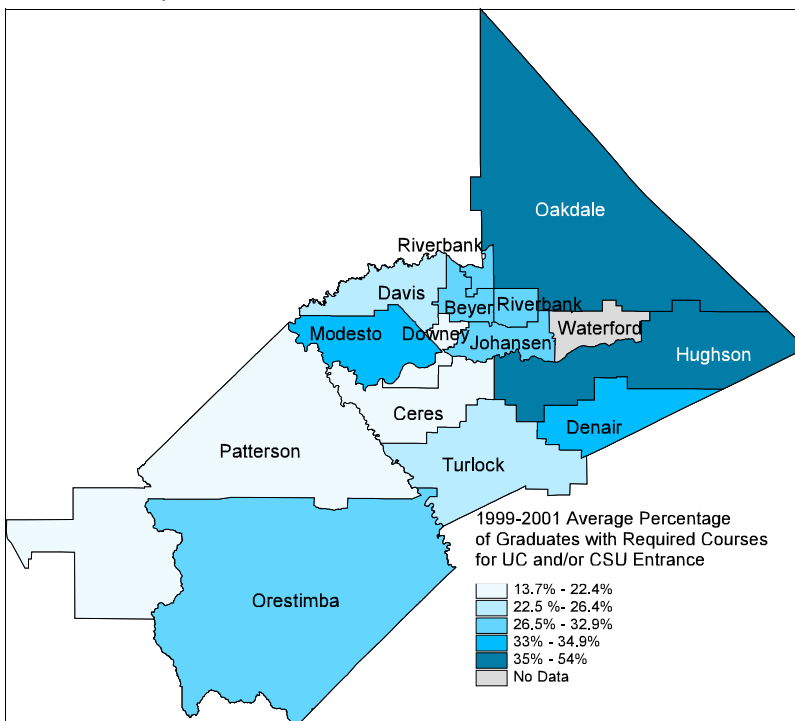 Oakdale
Riverbank
Davis
Beyer
Riverbank
Modesto
Downey
Johansen
Waterford
Hughson
Ceres
Denair
Patterson
Turlock
Orestimba
1999-2001 Average Percentage
of Graduates with Required Courses
for UC and/or CSU Entrance
13.7% - 22.4%
22.5 %- 26.4%
26.5% - 32.9%
33% - 34.9%
35% - 54%
No Data